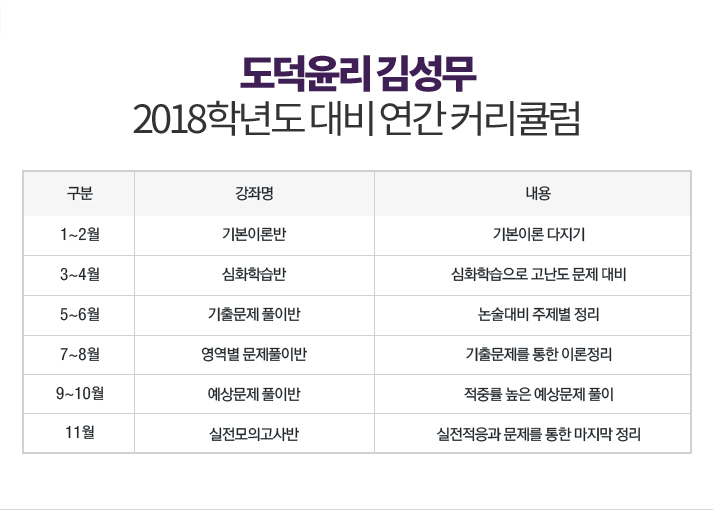 도덕윤리 김성무
2018학년도 대비 연간 커리큘럼
구분 강좌명 내용
1~2월 기본이론반 기본이론 다지기
3~4월 심화학습반 심화학습으로 고난도 문제 대비
5~6월 기출문제 풀이반 논술대비 주제별 정리
7~8월 영역별 문제풀이반 기출문제를 통한 이론정리
9~10월 예상문제 풀이반 적중률 높은 예상문제 풀이
11월 실전모의고사반 실전적응과 문제를 통한 마지막 정리